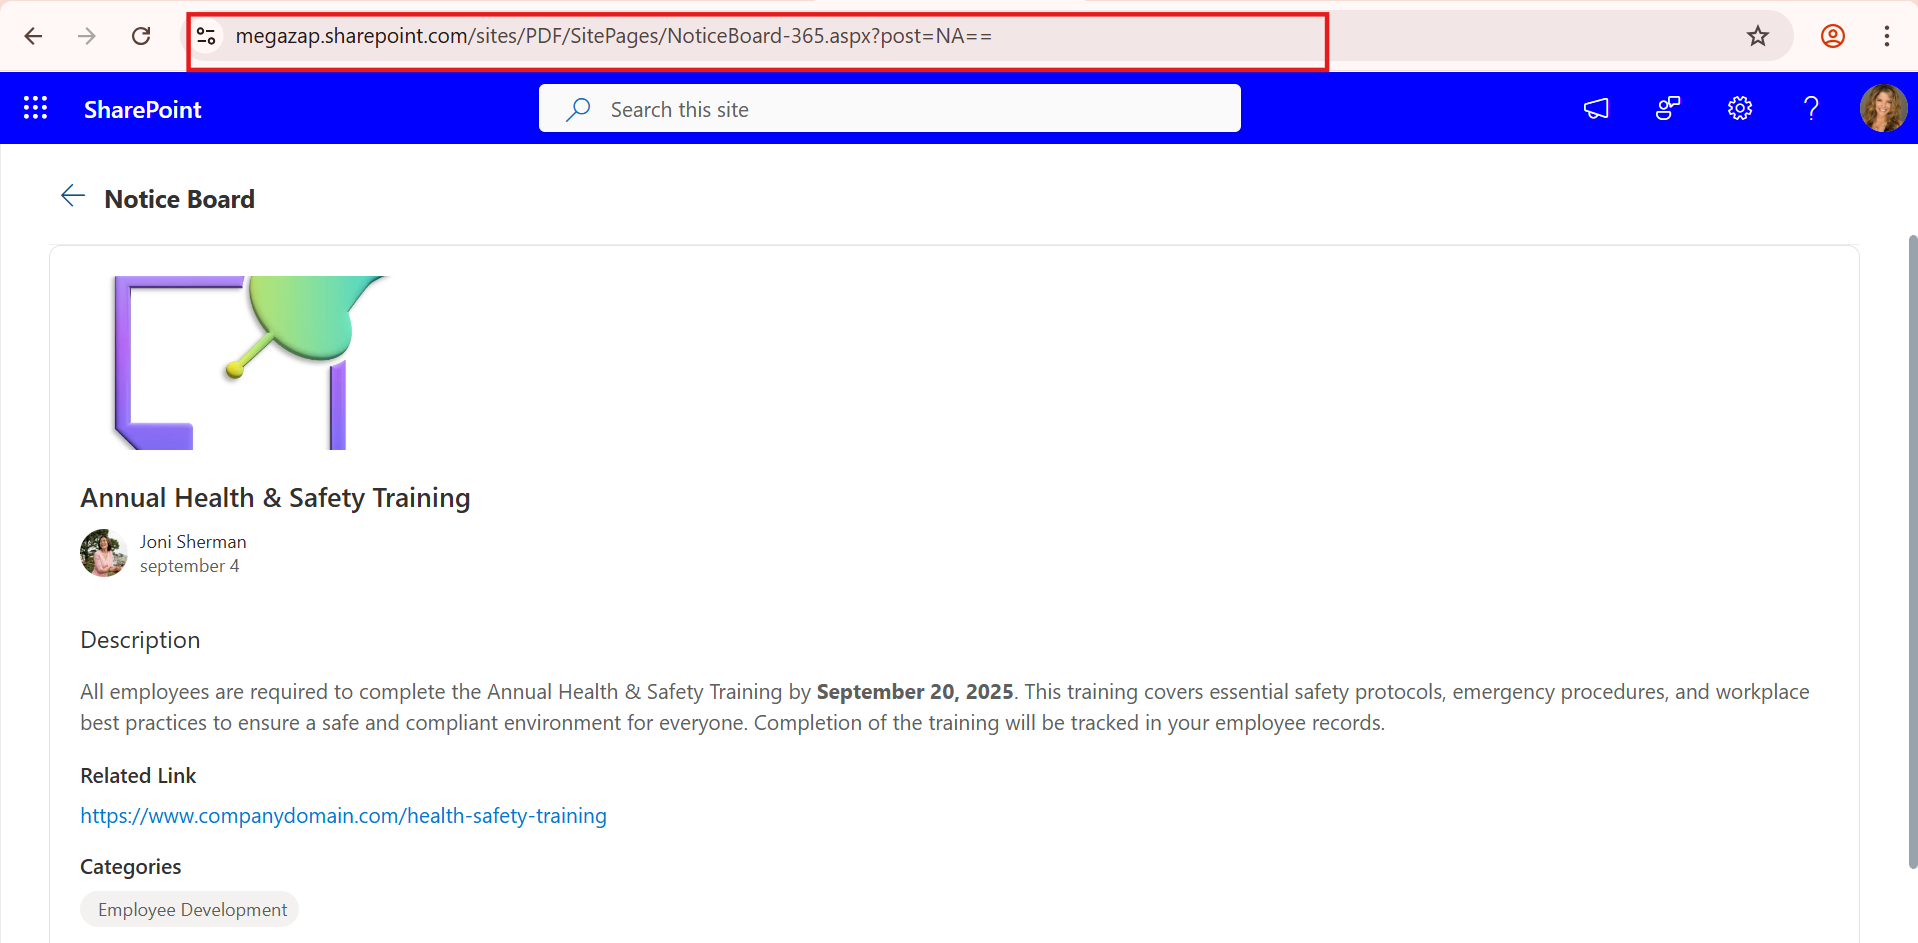 megazap.sharepoint.com/sites/PDF/SitePages/NoticeBoard-365.aspx?post=NA==
SharePoint
Search this site
Notice Board
Annual Health & Safety Training
Joni Sherman
september 4
Description
All employees are required to complete the Annual Health & Safety Training by September 20, 2025. This training covers essential safety protocols, emergency procedures, and workplace
best practices to ensure a safe and compliant environment for everyone. Completion of the training will be tracked in your employee records.
Related Link
https://www.companydomain.com/health-safety-training
Categories
Employee Development